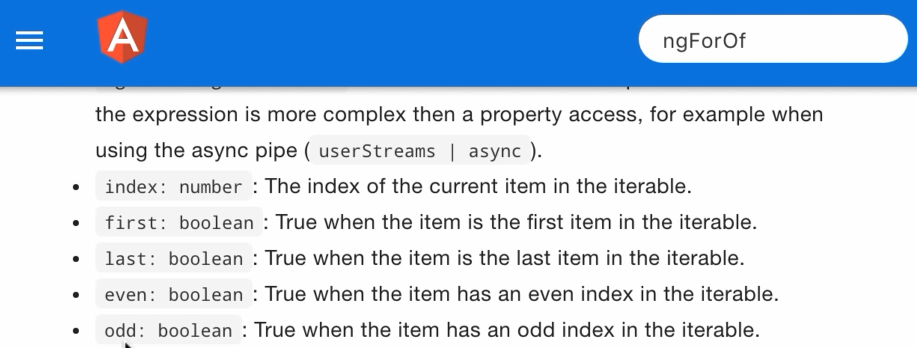 ngForOf
the expression is more complex then a property access, for example when
using the async pipe ( userStreams | async ).
• index: number : The index of the current item in the iterable.
• first: boolean : True when the item is the first item in the iterable.
• last: boolean : True when the item is the last item in the iterable.
• even: boolean : True when the item has an even index in the iterable.
• odd: boolean : True when the item has an odd index in the iterable.